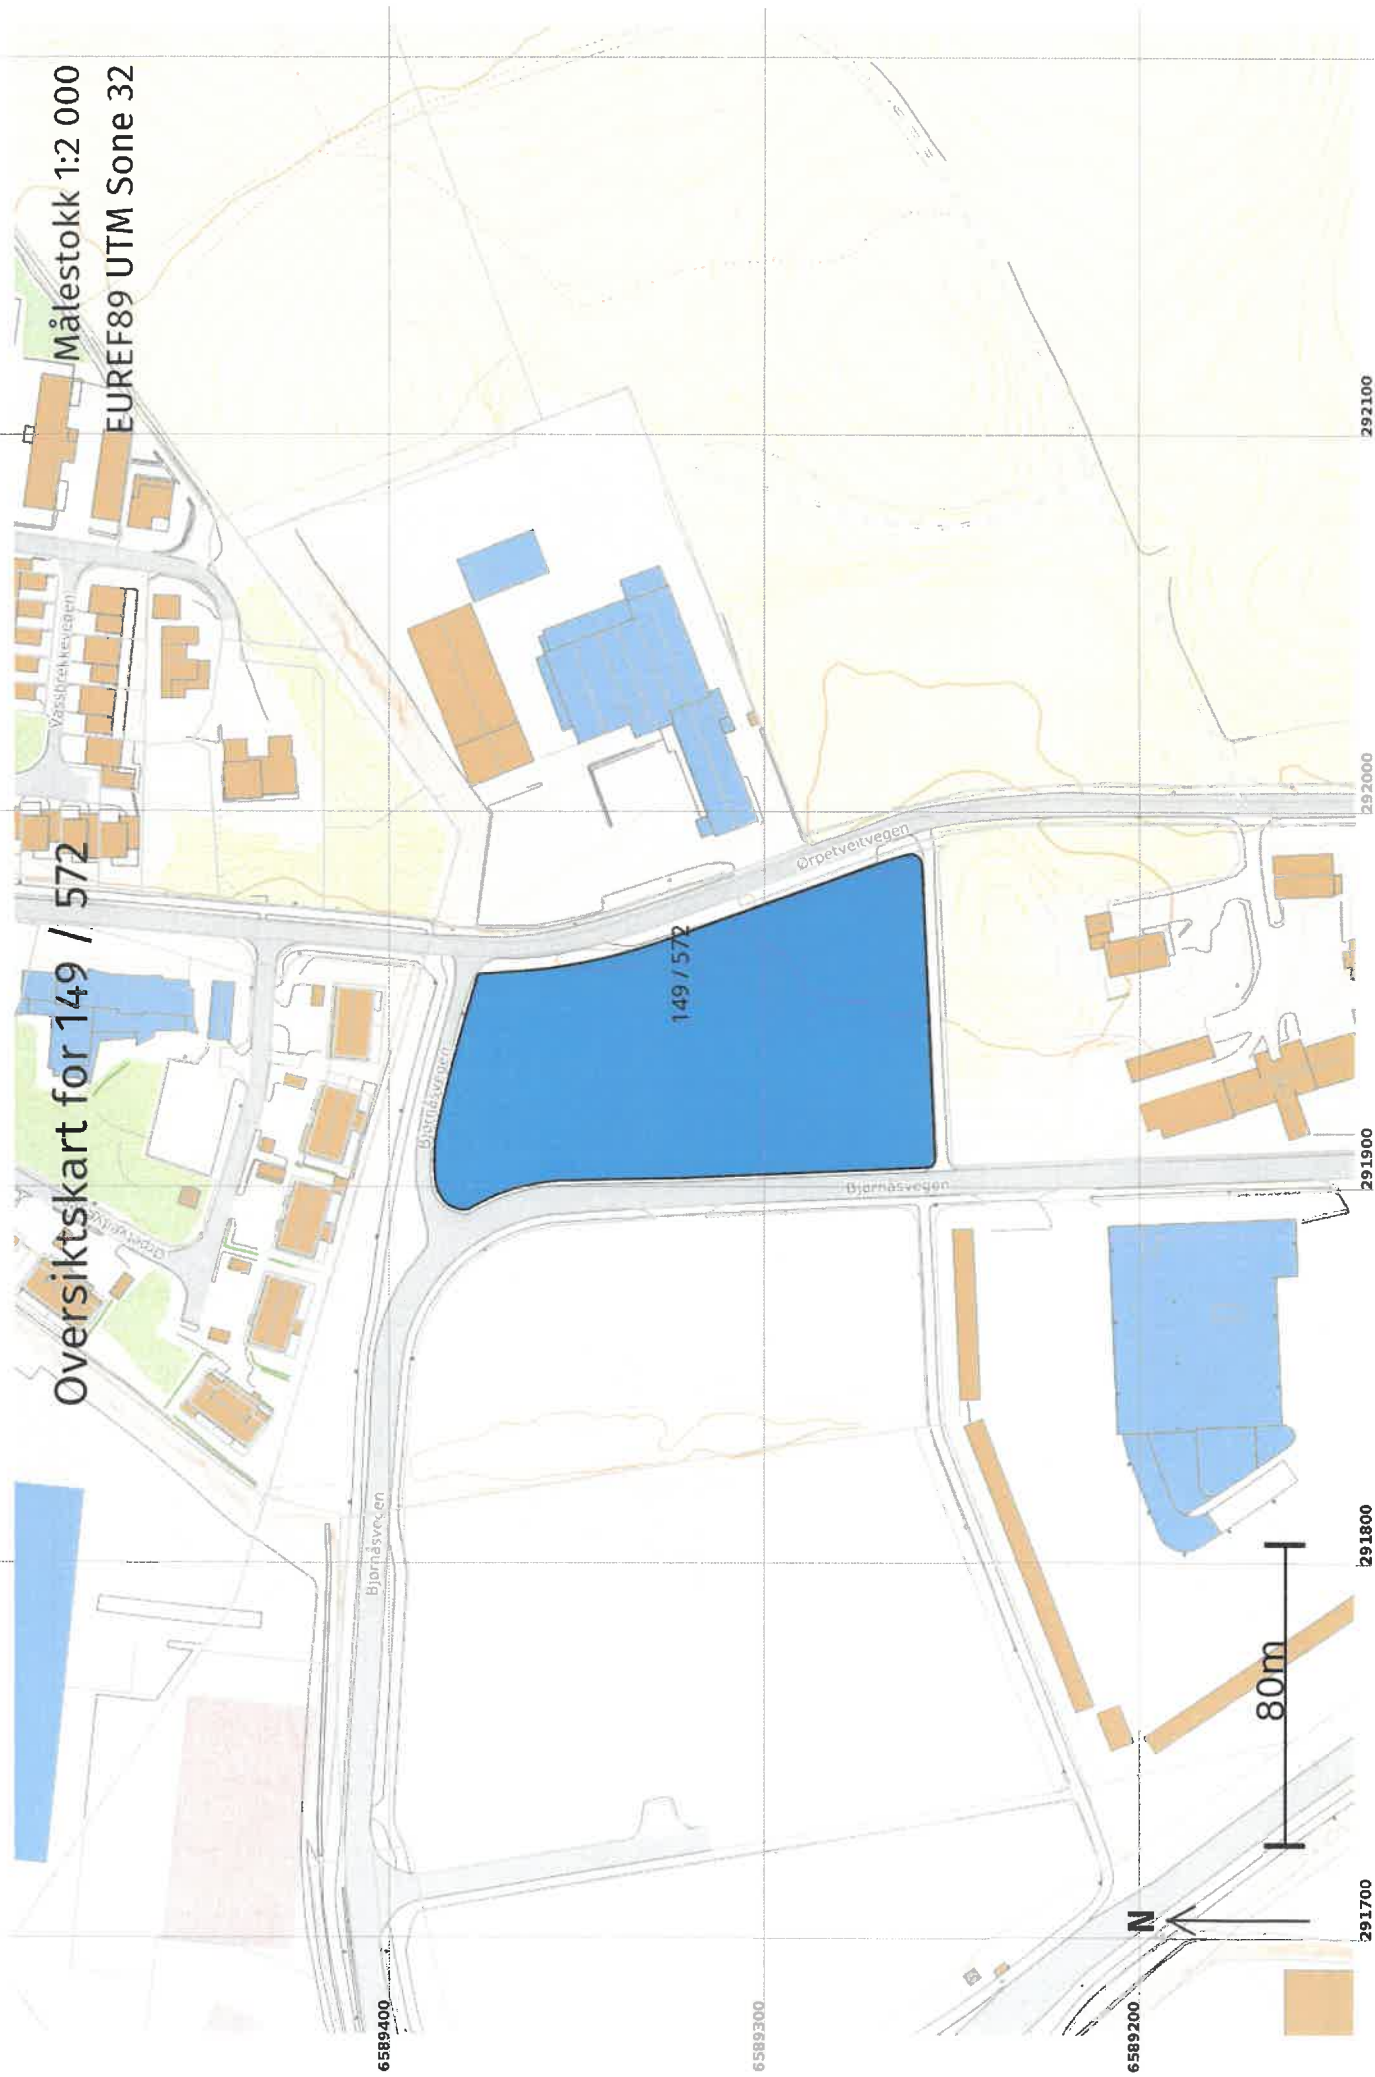 Oversiktskart for 149 / 572
Målestokk 1:2 000
EUREF89 UTM Sone 32
Vassbrekkevegen
Bjørnåsvegen
Ørpetveitvegen
149 / 572
Bjørnåsvegen
Bjørnåsvegen
80m
N
6589400
6589300
6589200
291700
291800
291900
292000
292100